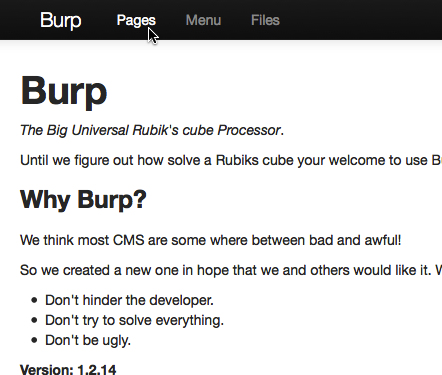 Burp Pages Menu Files
Burp
The Big Universal Rubik's cube Processor.
Until we figure out how solve a Rubiks cube your welcome to use
Why Burp?
We think most CMS are some where between bad and awful!
So we created a new one in hope that we and others would like it.
• Don't hinder the developer.
• Don't try to solve everything.
• Don't be ugly.
Version: 1.2.14